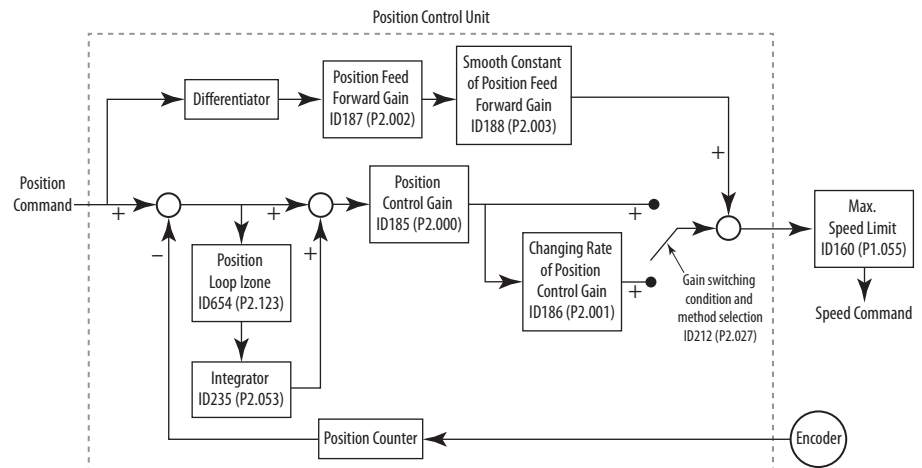 Position Control Unit
Differentiator
Position Feed
Forward Gain
ID187 (P2.002)
Smooth Constant
of Position Feed
Forward Gain
ID188 (P2.003)
+
Position
Command
+
+
Position
Control Gain
ID185 (P2.000)
+
Max.
Speed Limit
ID160 (P1.055)
Speed Command
−
+
Position
Loop Izone
ID654 (P2.123)
Changing Rate
of Position
Control Gain
ID186 (P2.001)
+
Gain switching
condition and
method selection
ID212 (P2.027)
Integrator
ID235 (P2.053)
Position Counter
Encoder